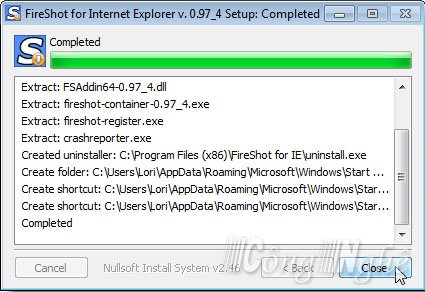 FireShot for Internet Explorer v. 0.97_4 Setup: Completed
S
Completed
Extract: FSAddin64-0.97_4.dll
Extract: fireshot-container-0.97_4.exe
Extract: fireshot-register.exe
Extract: crashreporter.exe
Created uninstaller: C:\Program Files (x86)\FireShot for IE\uninstall.exe
Create folder: C:\Users\Lori\AppData\Roaming\Microsoft\Windows\Start ...
Create shortcut: C:\Users\Lori\AppData\Roaming\Microsoft\Windows\Star...
Create shortcut: C:\Users\Lori\AppData\Roaming\Microsoft\Windows\Star...
Completed
Công Nghệ
Cancel
Nullsoft Install System v2.46
< Back
Close